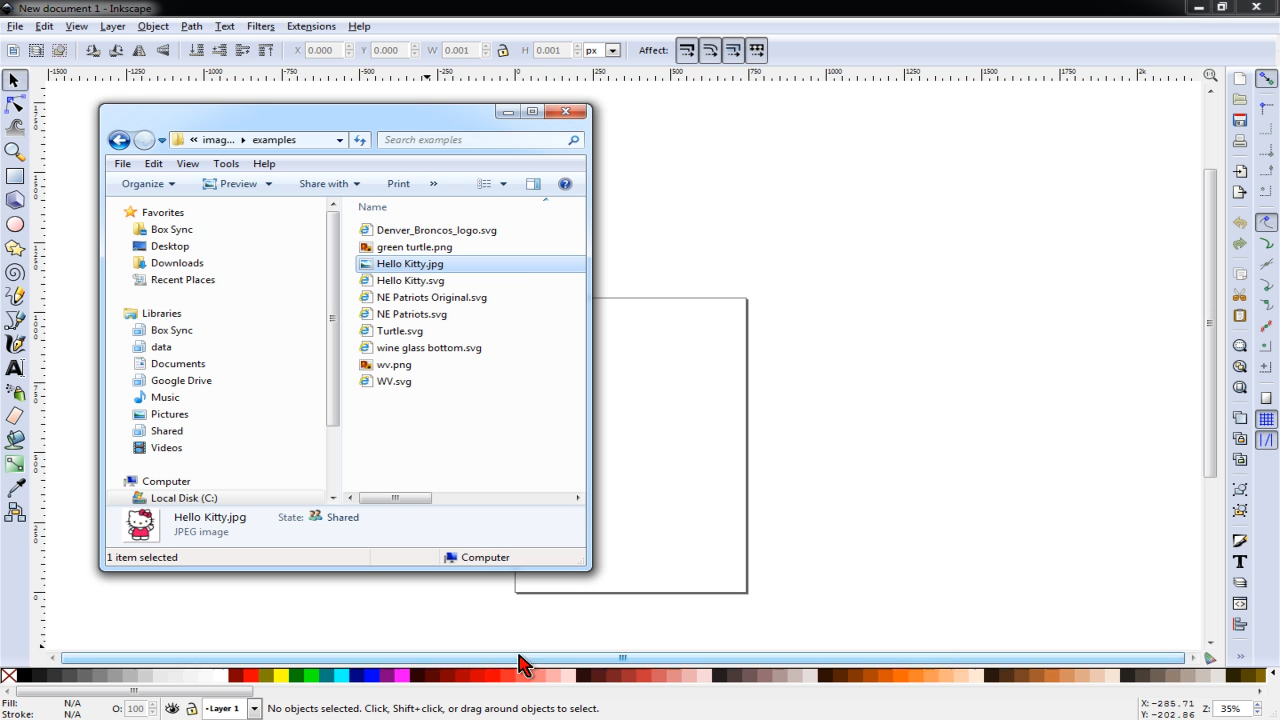 New document 1 - Inkscape
File Edit View Layer Object Path Text Filters Extensions Help
X 0.000 Y 0.000 W 0.001 H 0.001 px Affect:
-1500 -1250 -1000 -750 -500 0 250 500 750 1000 1250 1500 1750 2k
imag... examples Search examples
File Edit View Tools Help
Organize Preview Share with Print »
Name
Favorites
Box Sync
Desktop
Downloads
Recent Places
Libraries
Box Sync
data
Documents
Google Drive
Music
Pictures
Shared
Videos
Computer
Local Disk (C:)
Denver_Broncos_logo.svg
green turtle.png
Hello Kitty.jpg
Hello Kitty.svg
NE Patriots Original.svg
NE Patriots.svg
Turtle.svg
wine glass bottom.svg
wv.png
WV.svg
Hello Kitty.jpg State: Shared
JPEG image
1 item selected Computer
Fill: N/A
Stroke: N/A
O: 100
Layer 1
No objects selected. Click, Shift+click, or drag around objects to select.
X: -285.71
Y: -202.86
Z: 35%